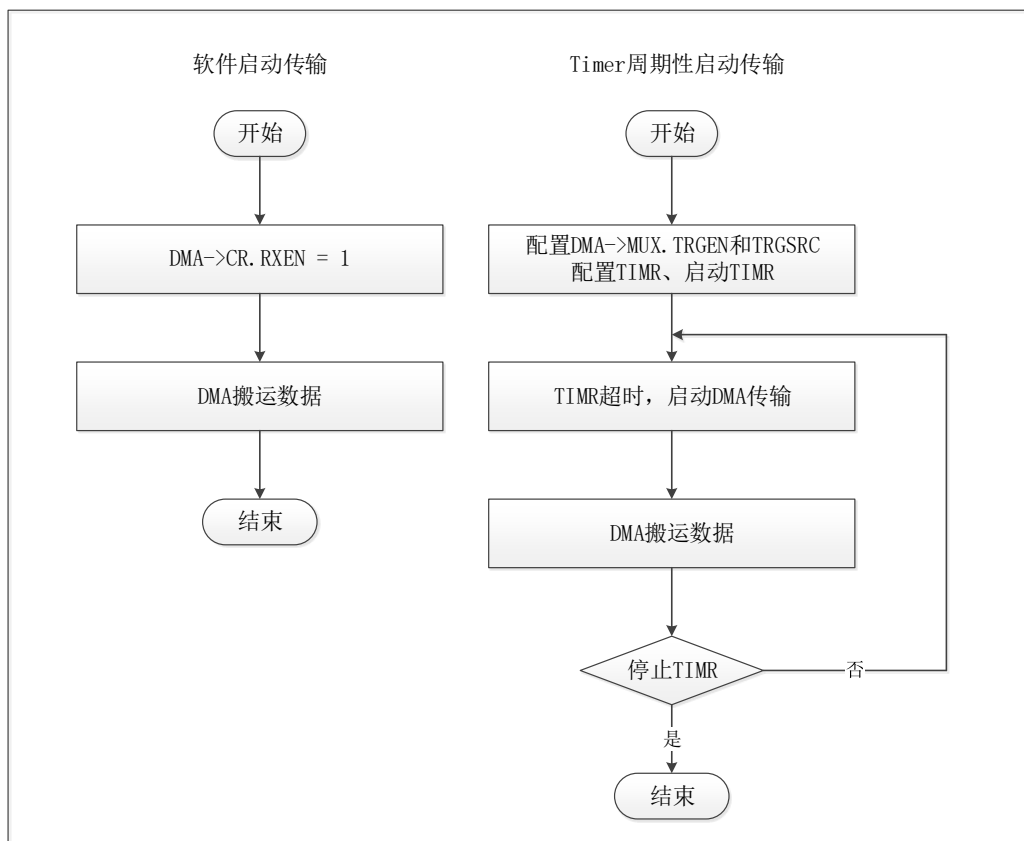 软件启动传输
开始
DMA->CR.RXEN = 1
DMA搬运数据
结束
Timer周期性启动传输
开始
配置DMA->MUX.TRGEN和TRGSRC
配置TIMR、启动TIMR
TIMR超时，启动DMA传输
DMA搬运数据
停止TIMR
否
是
结束